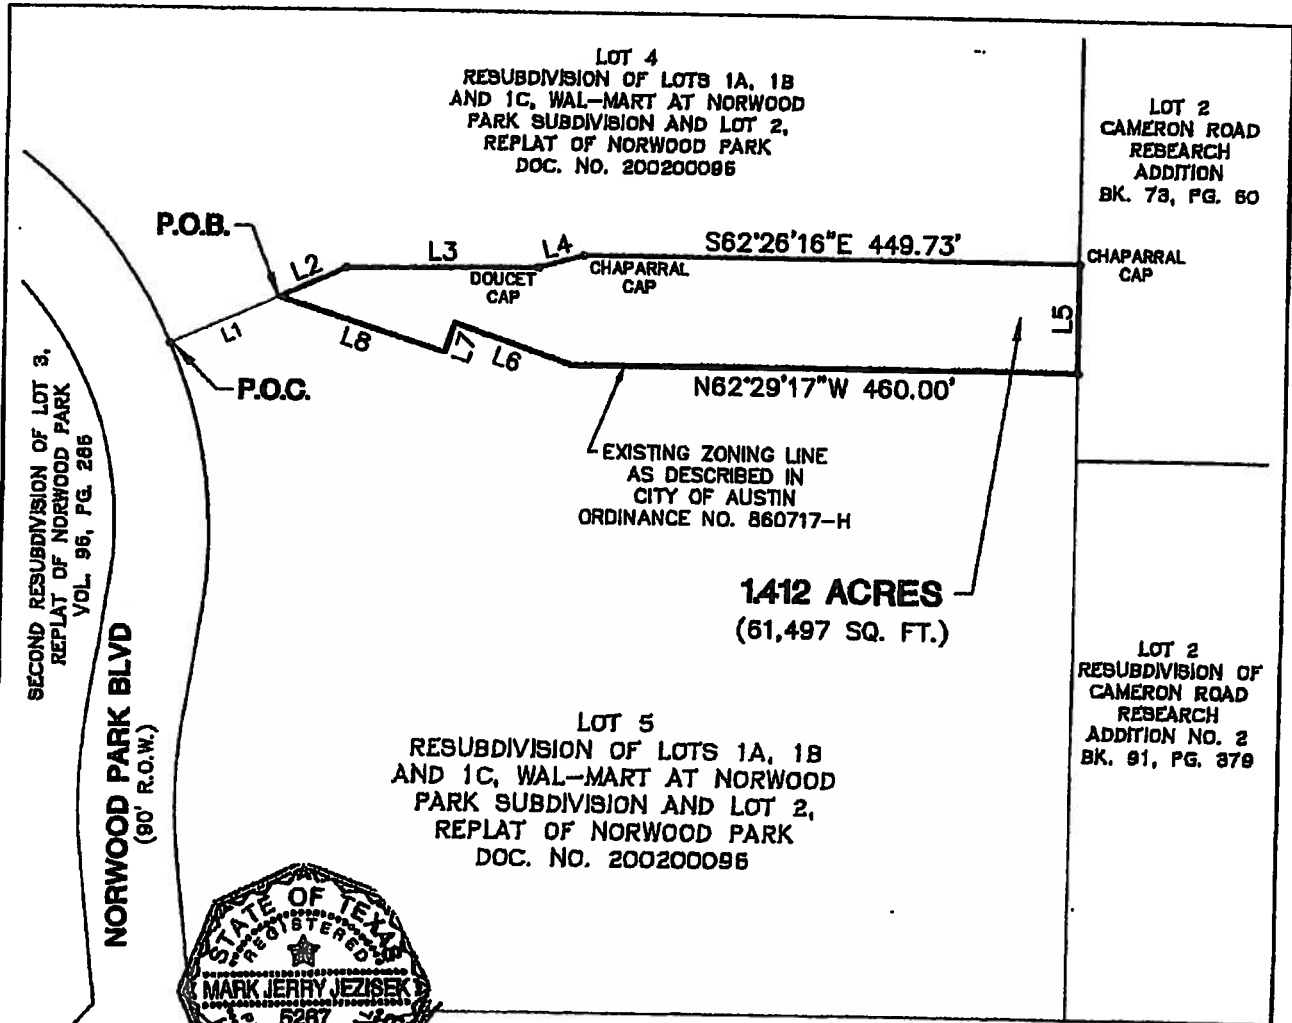 LOT 4
RESUBDIVISION OF LOTS 1A, 1B
AND 1C, WAL-MART AT NORWOOD
PARK SUBDIVISION AND LOT 2,
REPLAT OF NORWOOD PARK
DOC. NO. 200200096
LOT 2
CAMERON ROAD
RESEARCH
ADDITION
BK. 73, PG. 60
P.O.B.
L2
L3
L4
S62°26'16"E 449.73'
DOUCET
CAP
CHAPARRAL
CAP
CHAPARRAL
CAP
L1
L8
L7
L6
L5
P.O.C.
N62°29'17"W 460.00'
EXISTING ZONING LINE
AS DESCRIBED IN
CITY OF AUSTIN
ORDINANCE NO. 860717-H
1.412 ACRES
(61,497 SQ. FT.)
SECOND RESUBDIVISION OF LOT 3,
REPLAT OF NORWOOD PARK
VOL. 96, PG. 286
NORWOOD PARK BLVD
(90' R.O.W.)
LOT 5
RESUBDIVISION OF LOTS 1A, 1B
AND 1C, WAL-MART AT NORWOOD
PARK SUBDIVISION AND LOT 2,
REPLAT OF NORWOOD PARK
DOC. NO. 200200096
LOT 2
RESUBDIVISION OF
CAMERON ROAD
RESEARCH
ADDITION NO. 2
BK. 91, PG. 379
STATE OF TEXAS
REGISTERED
MARK JERRY JEZISEK
5267